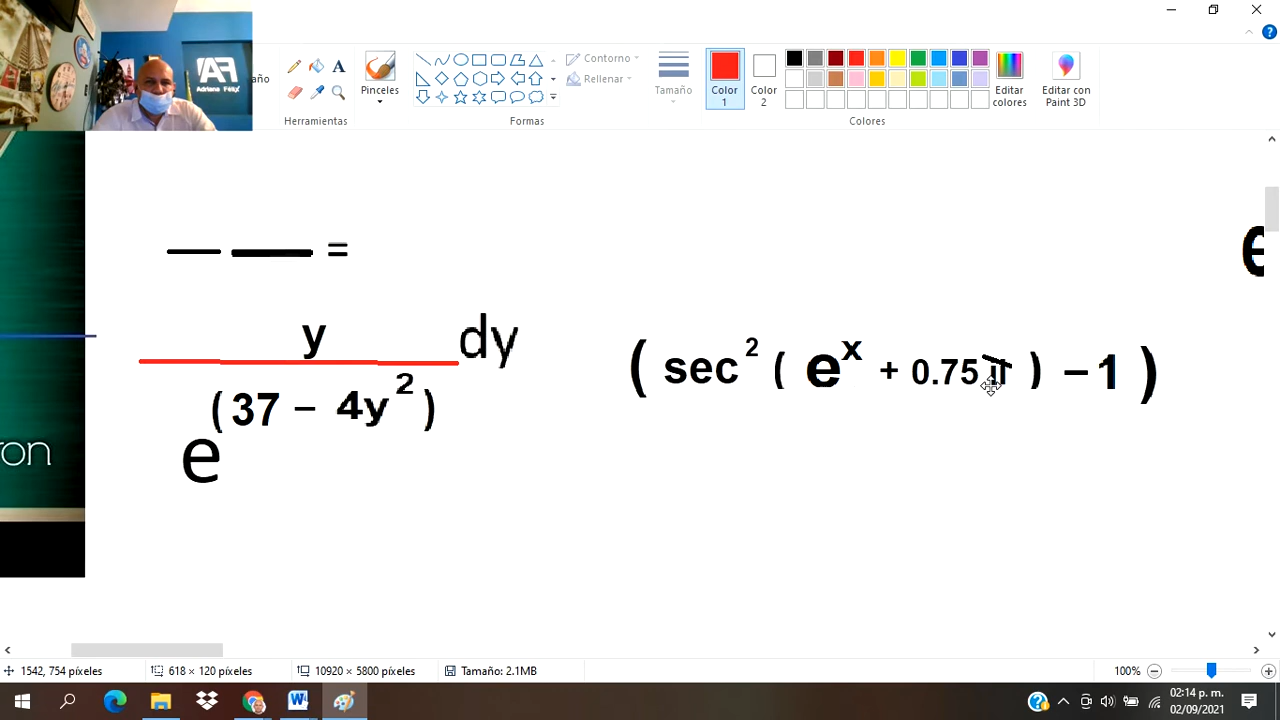 año
AF
Adriana Félix
Pinceles
Herramientas
Contorno
Rellenar
Formas
Tamaño
Color 1
Color 2
Editar colores
Editar con Paint 3D
Colores
— — =
y
dy
e^(37 − 4y²)
( sec² ( e^x + 0.75 π ) − 1 )
e
on
1542, 754 píxeles
618 × 120 píxeles
10920 × 5800 píxeles
Tamaño: 2.1MB
100%
02:14 p. m.
02/09/2021